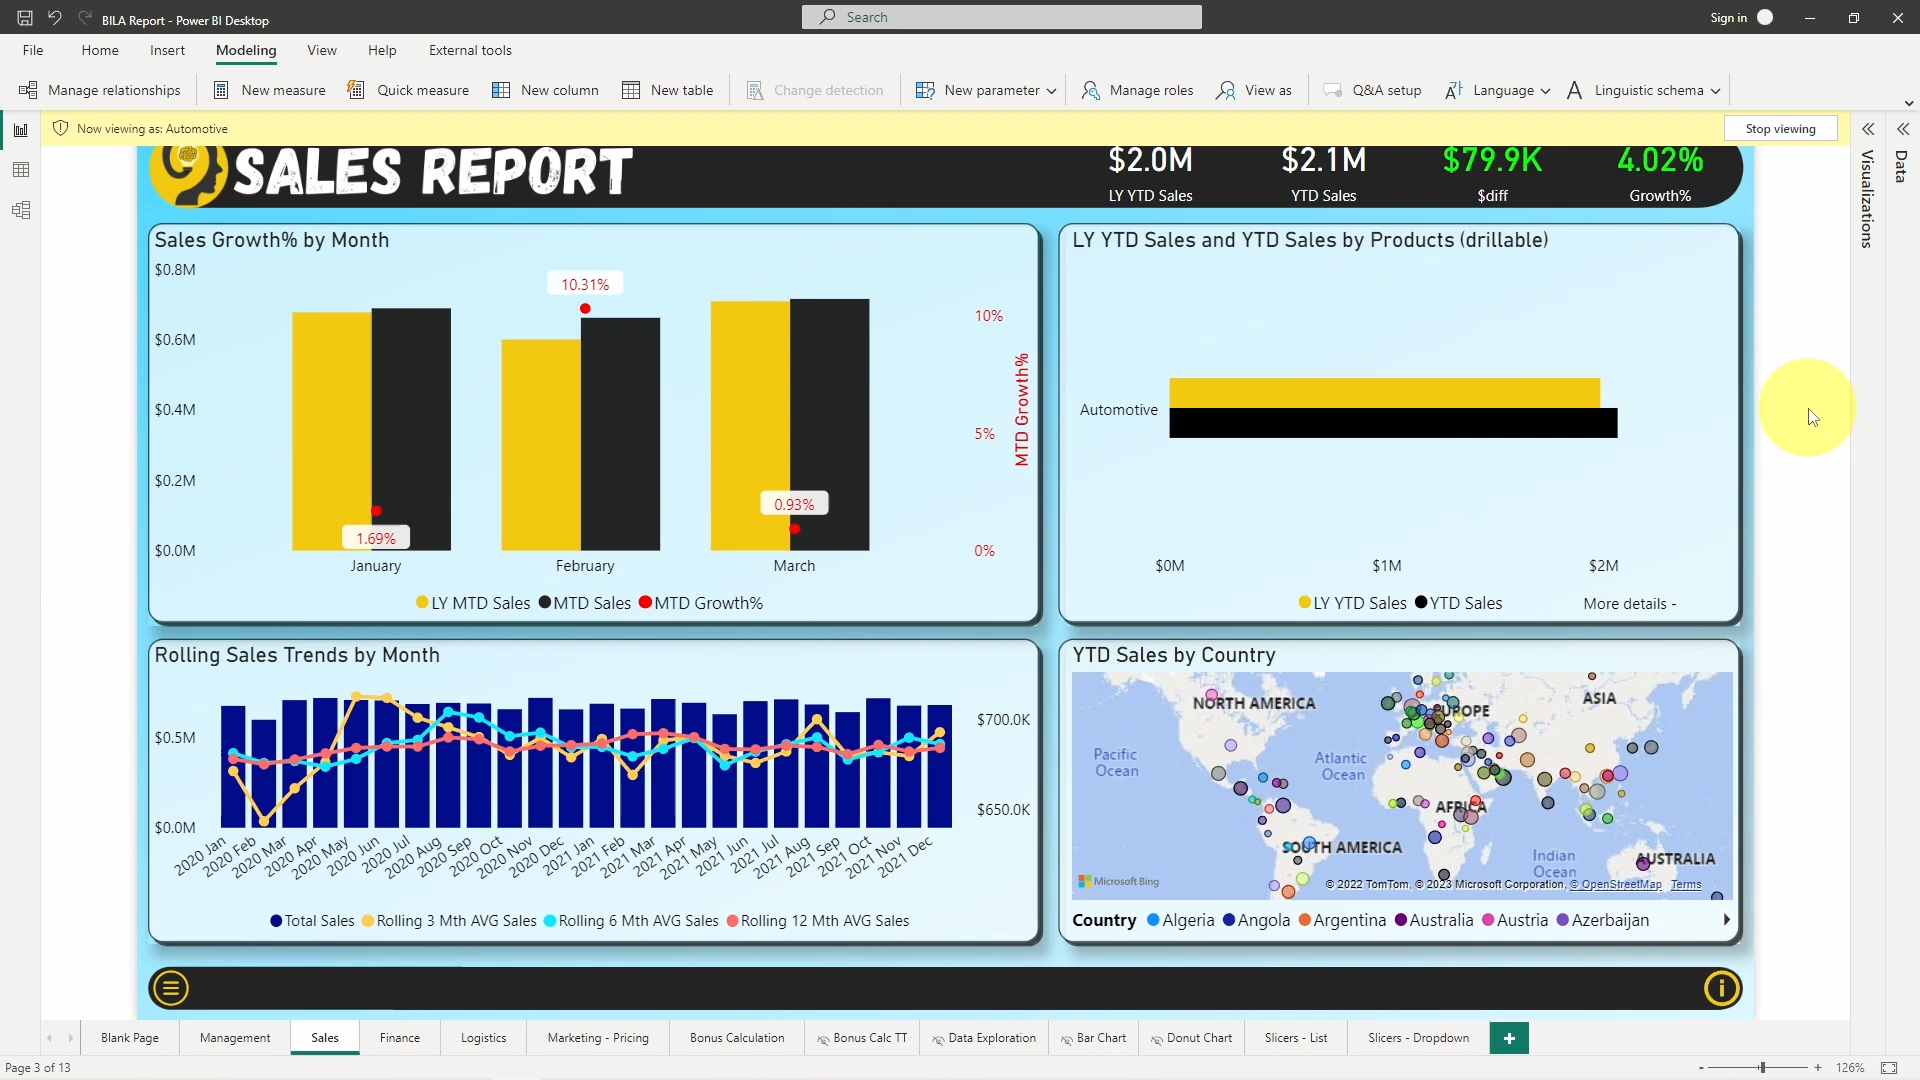 BILA Report - Power BI Desktop
Search
Sign in
File Home Insert Modeling View Help External tools
Manage relationships New measure Quick measure New column New table Change detection New parameter Manage roles View as Q&A setup Language Linguistic schema
Now viewing as: Automotive
Stop viewing
Visualizations
Data
SALES REPORT
$2.0M $2.1M $79.9K 4.02%
LY YTD Sales YTD Sales $diff Growth%
Sales Growth% by Month
$0.8M
$0.6M
$0.4M
$0.2M
$0.0M
10.31%
1.69%
0.93%
10%
5%
0%
MTD Growth%
January February March
LY MTD Sales MTD Sales MTD Growth%
LY YTD Sales and YTD Sales by Products (drillable)
Automotive
$0M $1M $2M
LY YTD Sales YTD Sales
More details -
Rolling Sales Trends by Month
$0.5M
$0.0M
$700.0K
$650.0K
2020 Jan 2020 Feb 2020 Mar 2020 Apr 2020 May 2020 Jun 2020 Jul 2020 Aug 2020 Sep 2020 Oct 2020 Nov 2020 Dec 2021 Jan 2021 Feb 2021 Mar 2021 Apr 2021 May 2021 Jun 2021 Jul 2021 Aug 2021 Sep 2021 Oct 2021 Nov 2021 Dec
Total Sales Rolling 3 Mth AVG Sales Rolling 6 Mth AVG Sales Rolling 12 Mth AVG Sales
YTD Sales by Country
NORTH AMERICA
EUROPE
ASIA
Pacific
Ocean
Atlantic
Ocean
AFRICA
SOUTH AMERICA
Indian
Ocean
AUSTRALIA
Microsoft Bing
© 2022 TomTom, © 2023 Microsoft Corporation, © OpenStreetMap Terms
Country Algeria Angola Argentina Australia Austria Azerbaijan
Blank Page Management Sales Finance Logistics Marketing - Pricing Bonus Calculation Bonus Calc TT Data Exploration Bar Chart Donut Chart Slicers - List Slicers - Dropdown +
Page 3 of 13
- + 126%